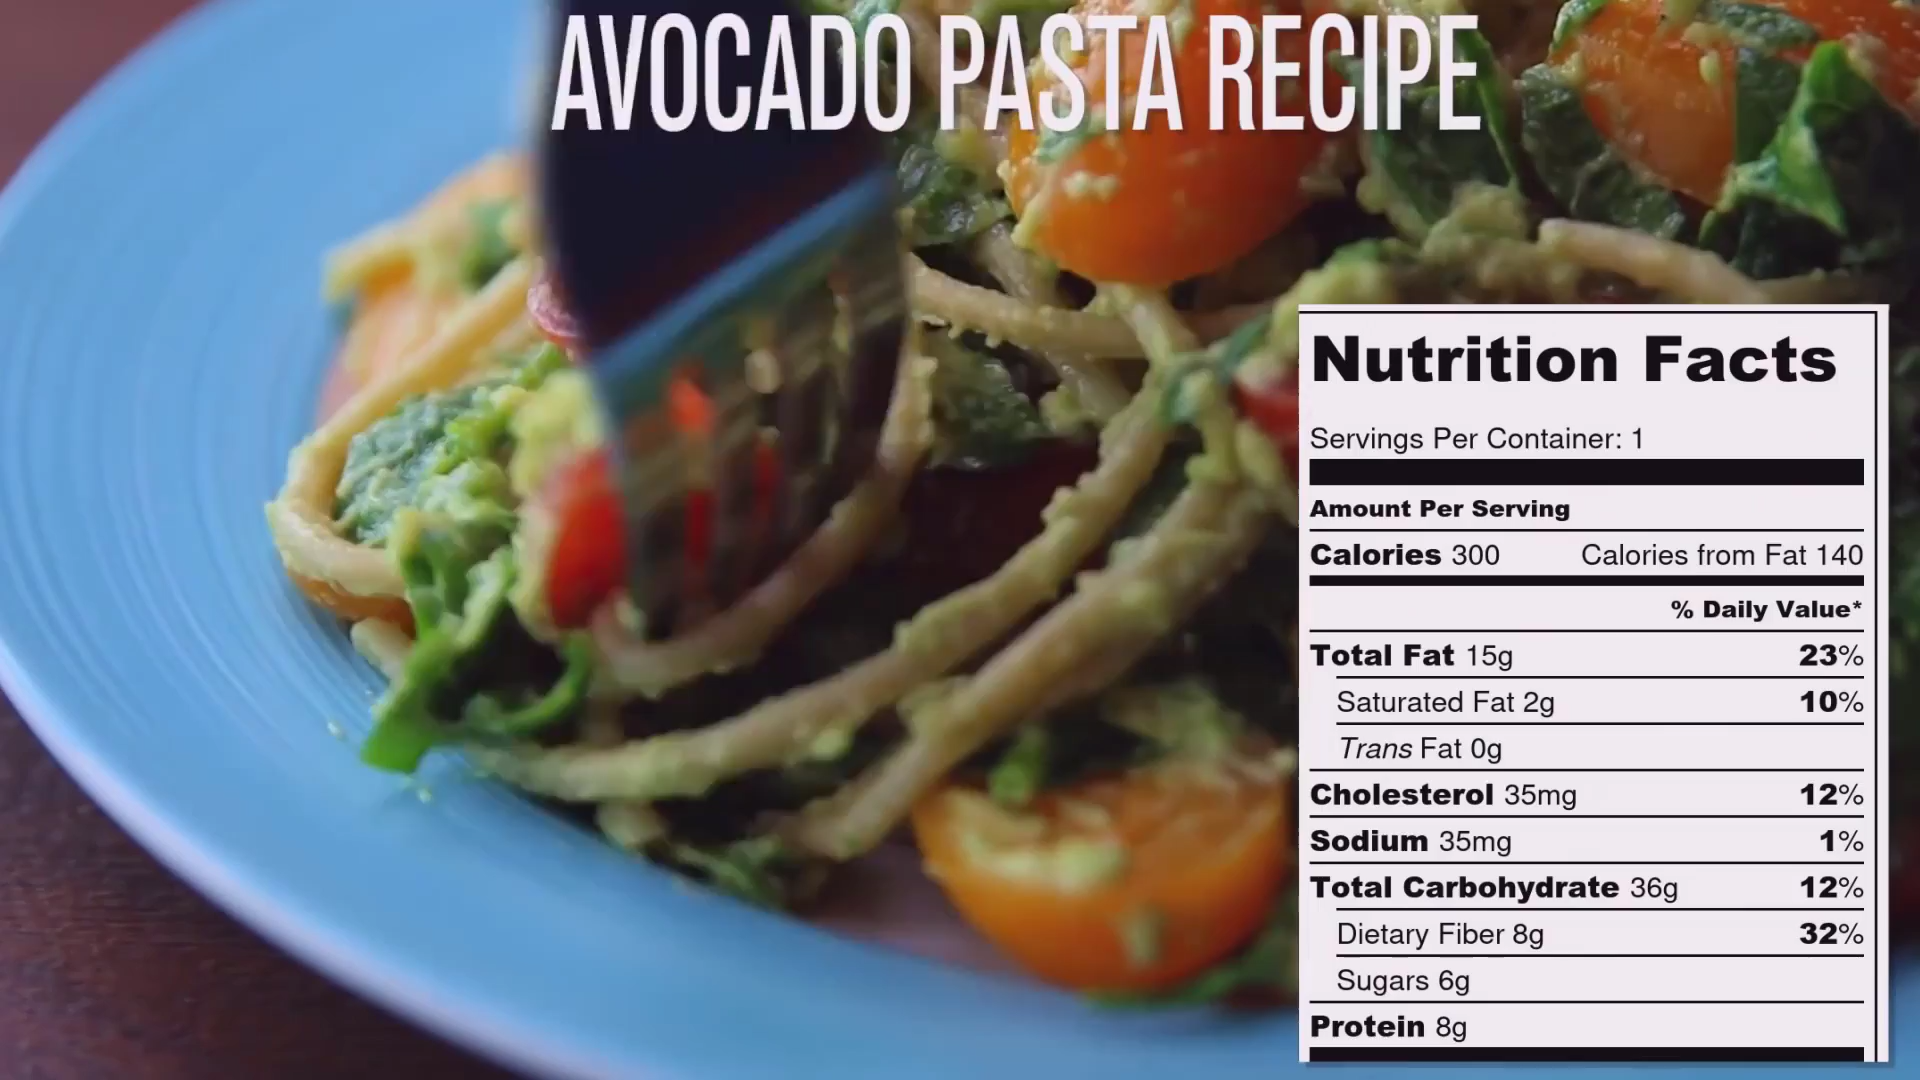 AVOCADO PASTA RECIPE
Nutrition Facts
Servings Per Container: 1
Amount Per Serving
Calories 300 Calories from Fat 140
% Daily Value*
Total Fat 15g 23%
Saturated Fat 2g 10%
Trans Fat 0g
Cholesterol 35mg 12%
Sodium 35mg 1%
Total Carbohydrate 36g 12%
Dietary Fiber 8g 32%
Sugars 6g
Protein 8g